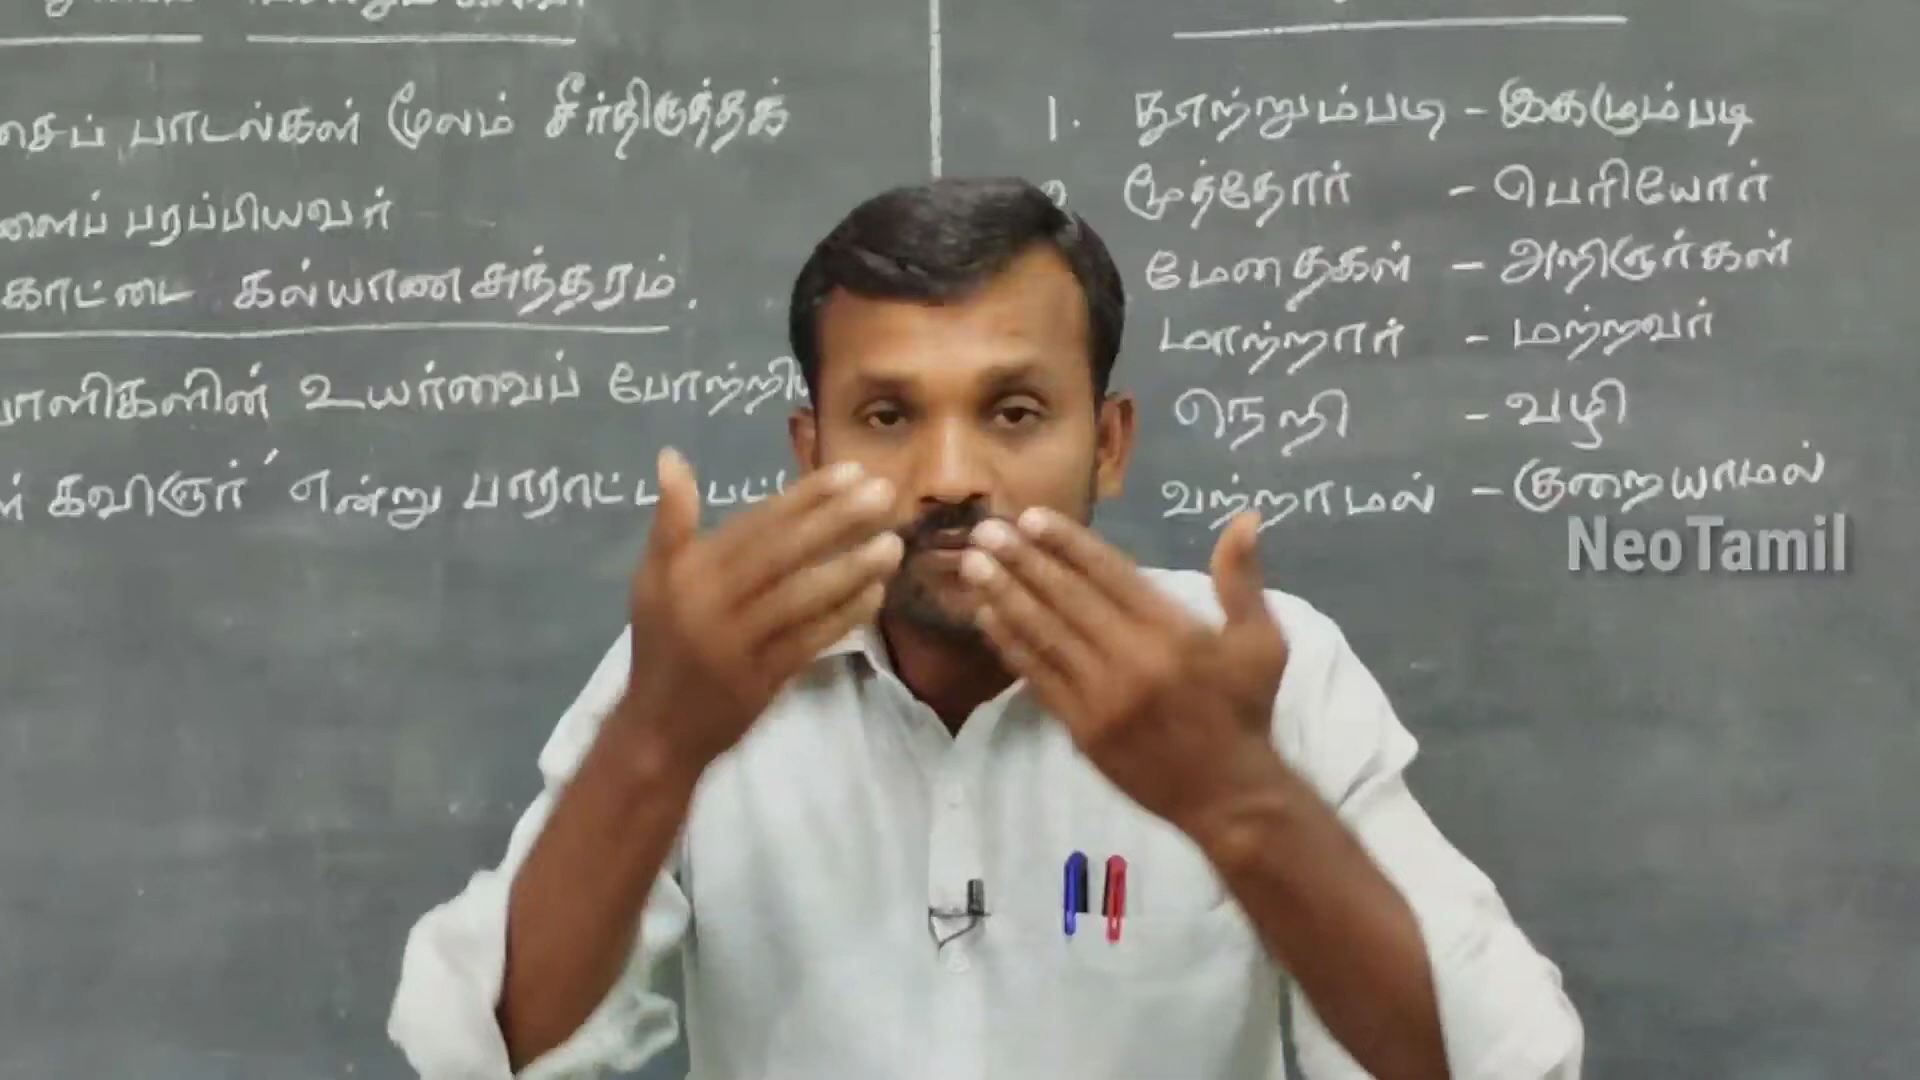 சைப் பாடல்கள் மூலம் சீர்திருத்தக்
ளைப் பரப்பியவர்
காட்டை கல்யாணசுந்தரம்.
ாளிகளின் உயர்வைப் போற்றிய
கவிஞர்' என்று பாராட்ட
1. தூற்றும்படி - இகழும்படி
மூத்தோர் - பெரியோர்
மேதைகள் - அறிஞர்கள்
மாற்றார் - மற்றவர்
நெறி - வழி
வற்றாமல் - குறையாமல்
NeoTamil